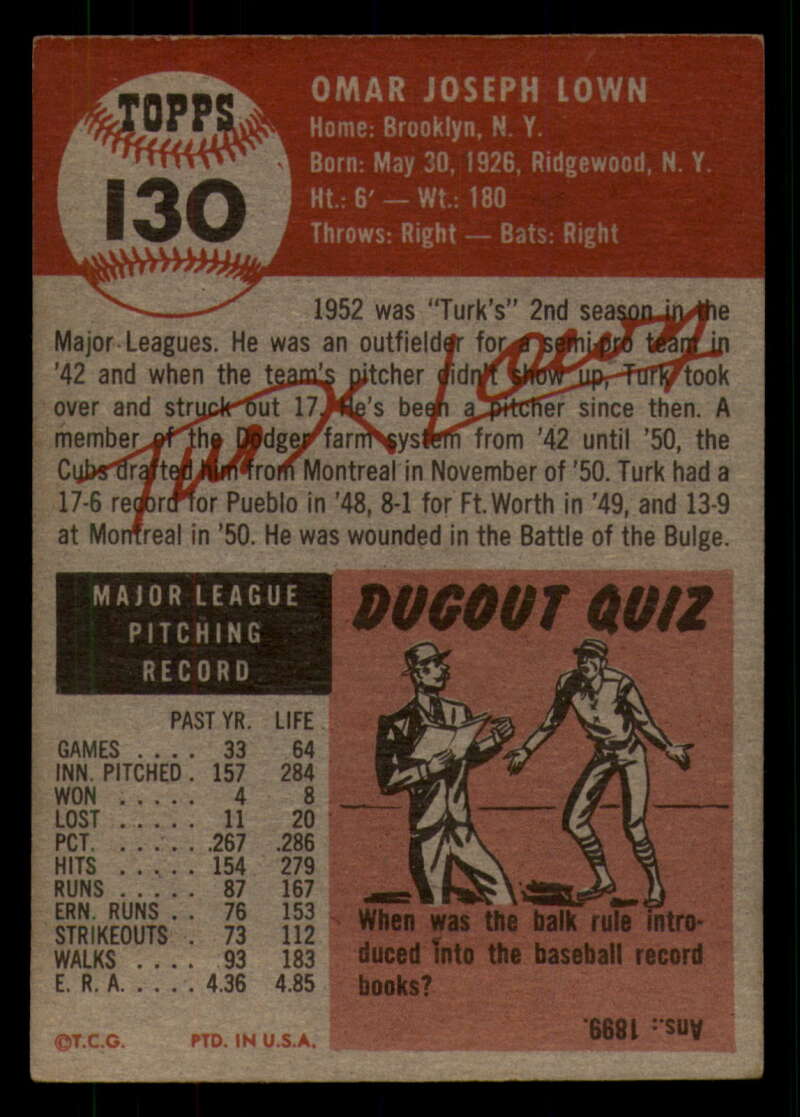 TOPPS
130
OMAR JOSEPH LOWN
Home: Brooklyn, N. Y.
Born: May 30, 1926, Ridgewood, N. Y.
Ht.: 6′ — Wt.: 180
Throws: Right — Bats: Right
1952 was "Turk's" 2nd season in the
Major Leagues. He was an outfielder for a semi-pro team in
'42 and when the team's pitcher didn't show up, Turk took
over and struck out 17. He's been a pitcher since then. A
member of the Dodger farm system from '42 until '50, the
Cubs drafted him from Montreal in November of '50. Turk had a
17-6 record for Pueblo in '48, 8-1 for Ft. Worth in '49, and 13-9
at Montreal in '50. He was wounded in the Battle of the Bulge.
Turk Lown
MAJOR LEAGUE
PITCHING
RECORD
PAST YR. LIFE
GAMES .... 33 64
INN. PITCHED . 157 284
WON ..... 4 8
LOST ..... 11 20
PCT. ...... .267 .286
HITS ..... 154 279
RUNS ..... 87 167
ERN. RUNS .. 76 153
STRIKEOUTS . 73 112
WALKS .... 93 183
E. R. A. ..... 4.36 4.85
©T.C.G. PTD. IN U.S.A.
DUGOUT QUIZ
When was the balk rule intro-
duced into the baseball record
books?
Ans.: 1899.